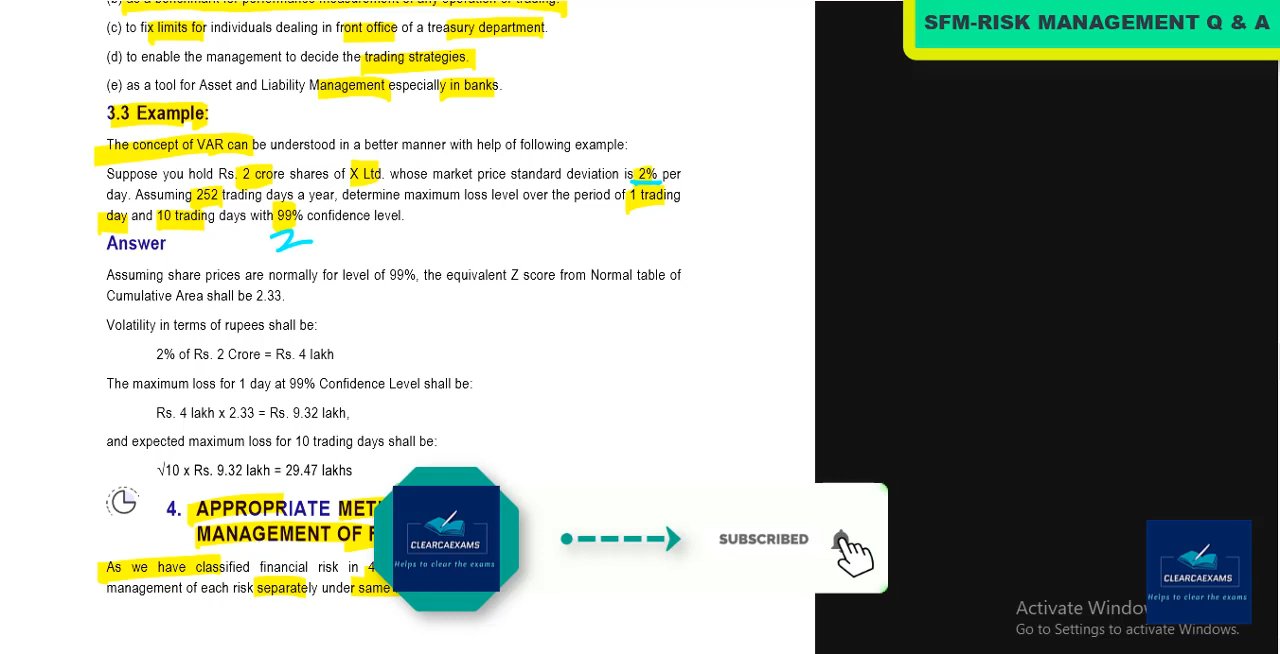 (b) as a benchmark for performance measurement of any operation or trading.
(c) to fix limits for individuals dealing in front office of a treasury department.
(d) to enable the management to decide the trading strategies.
(e) as a tool for Asset and Liability Management especially in banks.
3.3 Example:
The concept of VAR can be understood in a better manner with help of following example:
Suppose you hold Rs. 2 crore shares of X Ltd. whose market price standard deviation is 2% per
day. Assuming 252 trading days a year, determine maximum loss level over the period of 1 trading
day and 10 trading days with 99% confidence level.
Answer
Assuming share prices are normally for level of 99%, the equivalent Z score from Normal table of
Cumulative Area shall be 2.33.
Volatility in terms of rupees shall be:
2% of Rs. 2 Crore = Rs. 4 lakh
The maximum loss for 1 day at 99% Confidence Level shall be:
Rs. 4 lakh x 2.33 = Rs. 9.32 lakh,
and expected maximum loss for 10 trading days shall be:
√10 x Rs. 9.32 lakh = 29.47 lakhs
4. APPROPRIATE
MANAGEMENT OF
As we have classified financial risk in 4
management of each risk separately under same
SFM-RISK MANAGEMENT Q & A
CLEARCAEXAMS
Helps to clear the exams
SUBSCRIBED
CLEARCAEXAMS
Helps to clear the exams
Activate Windo
Go to Settings to activate Windows.